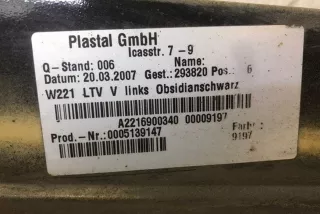 Plastal GmbH
Icasstr. 7 -9
Q-Stand: 006 Name:
Datum: 20.03.2007 Gest.: 293820 Pos.: 6
W221 LTV V links Obsidianschwarz
A2216900340 00009197
Prod.-Nr.:0005139147
Farbe:
9197